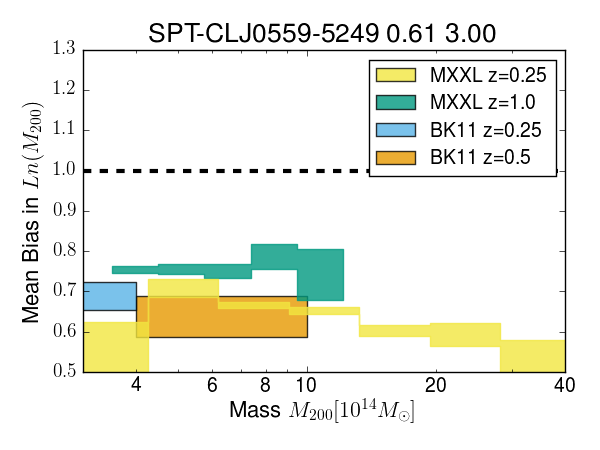 SPT-CLJ0559-5249 0.61 3.00
1.3
1.2
1.1
1.0
0.9
0.8
0.7
0.6
0.5
Mean Bias in Ln(M₂₀₀)
MXXL z=0.25
MXXL z=1.0
BK11 z=0.25
BK11 z=0.5
4 6 8 10 20 40
Mass M₂₀₀[10¹⁴M☉]